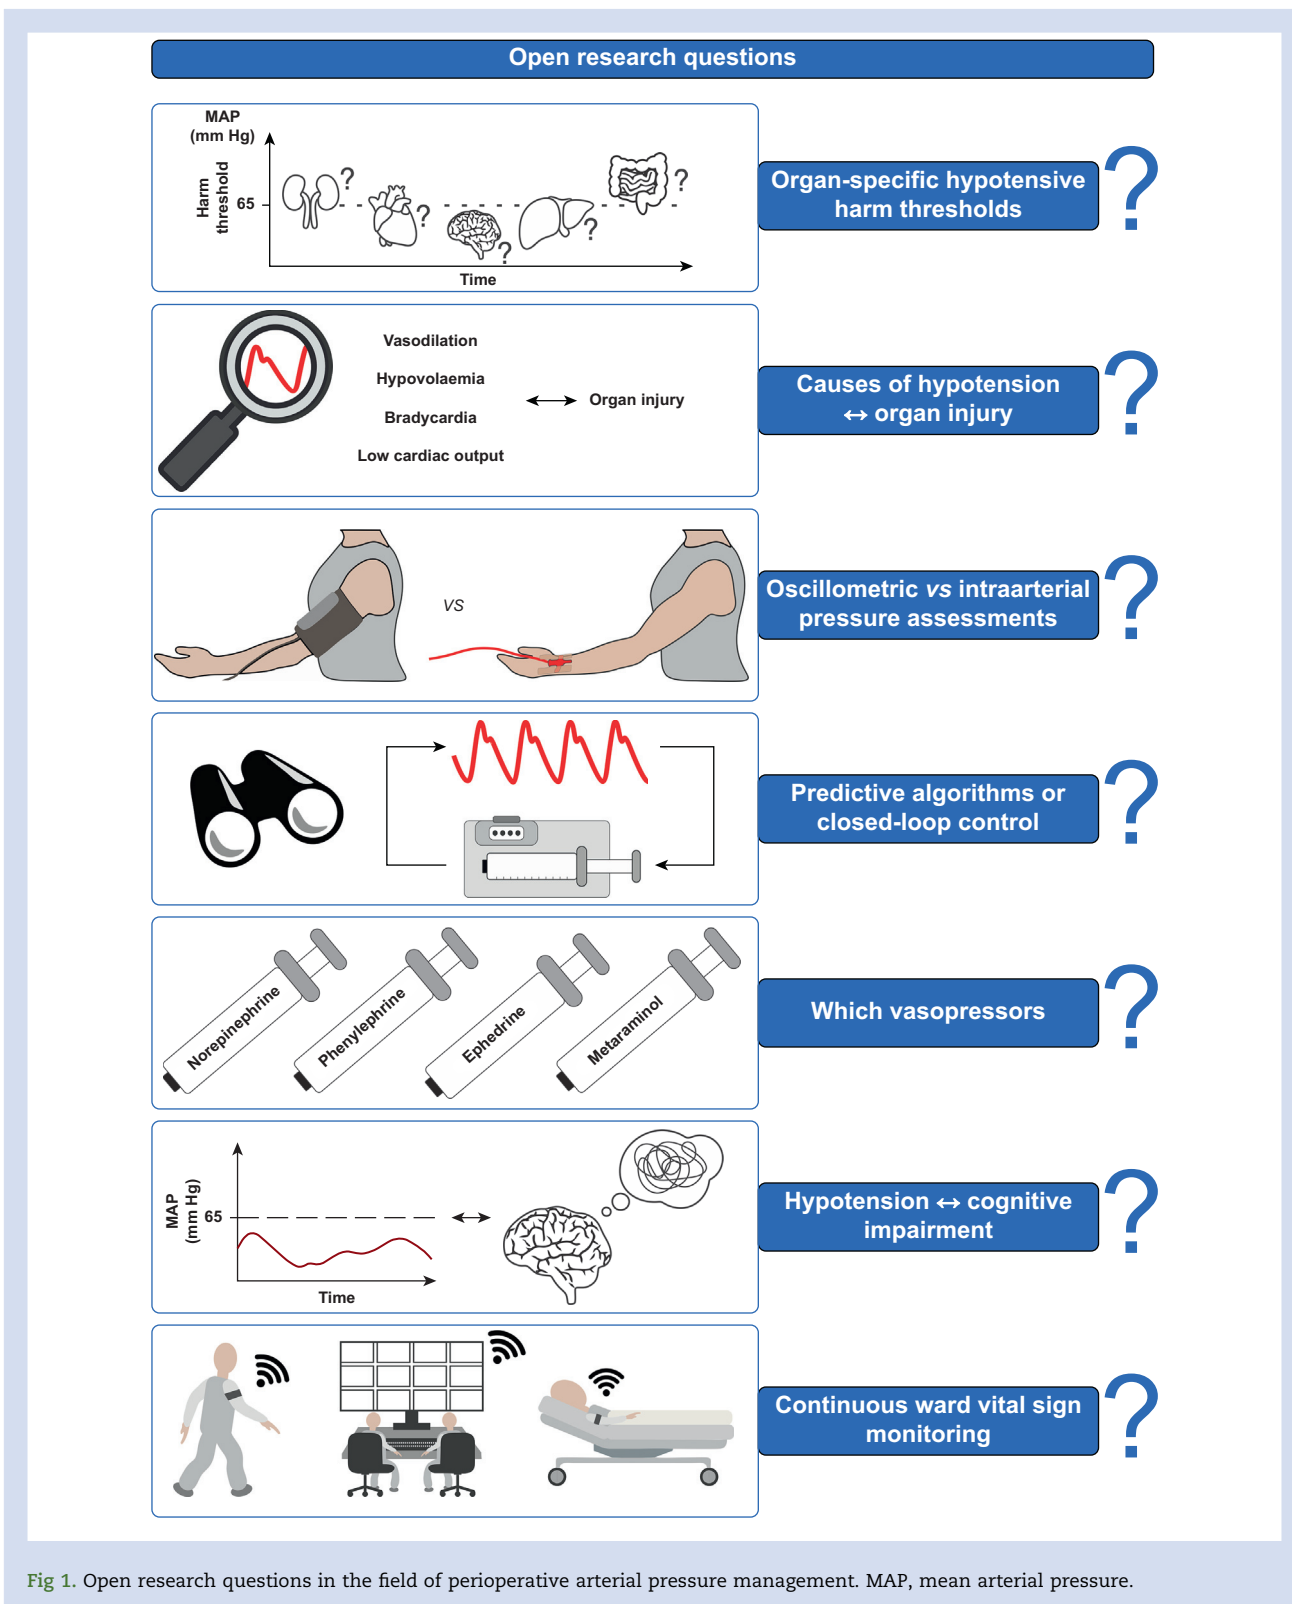 Open research questions
MAP
(mm Hg)
Harm
threshold
65
?
?
?
?
?
Time
Organ-specific hypotensive
harm thresholds
?
Vasodilation
Hypovolaemia
Bradycardia
Low cardiac output
Organ injury
Causes of hypotension
↔ organ injury
?
VS
Oscillometric vs intraarterial
pressure assessments
?
Predictive algorithms or
closed-loop control
?
Norepinephrine
Phenylephrine
Ephedrine
Metaraminol
Which vasopressors
?
MAP
(mm Hg)
65
Time
Hypotension ↔ cognitive
impairment
?
Continuous ward vital sign
monitoring
?
Fig 1. Open research questions in the field of perioperative arterial pressure management. MAP, mean arterial pressure.